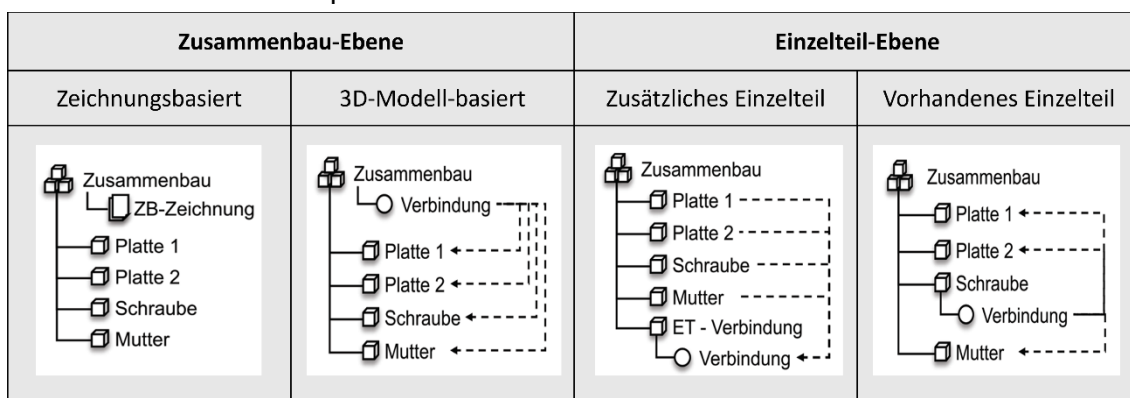 Zusammenbau-Ebene
Einzelteil-Ebene
Zeichnungsbasiert
3D-Modell-basiert
Zusätzliches Einzelteil
Vorhandenes Einzelteil
Zusammenbau
ZB-Zeichnung
Platte 1
Platte 2
Schraube
Mutter
Zusammenbau
Verbindung
Platte 1
Platte 2
Schraube
Mutter
Zusammenbau
Platte 1
Platte 2
Schraube
Mutter
ET - Verbindung
Verbindung
Zusammenbau
Platte 1
Platte 2
Schraube
Verbindung
Mutter